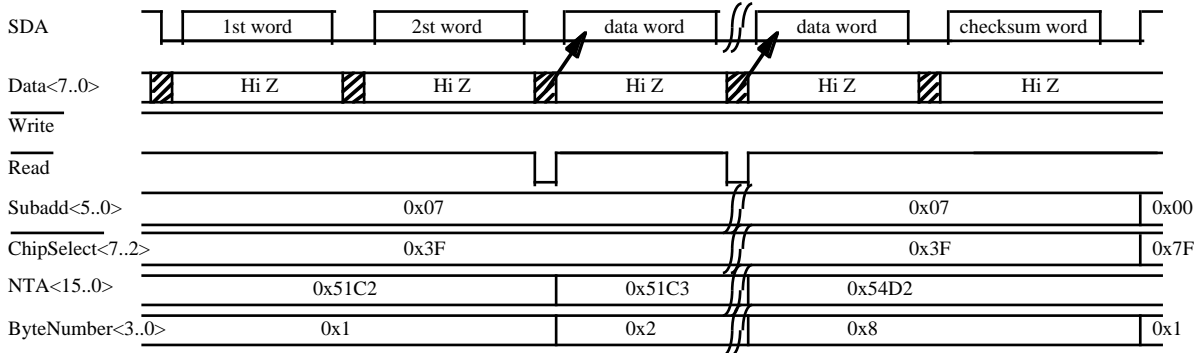 SDA 1st word 2st word data word data word checksum word
Data<7..0> Hi Z Hi Z Hi Z Hi Z Hi Z
Write
Read
Subadd<5..0> 0x07 0x07 0x00
ChipSelect<7..2> 0x3F 0x3F 0x7F
NTA<15..0> 0x51C2 0x51C3 0x54D2
ByteNumber<3..0> 0x1 0x2 0x8 0x1